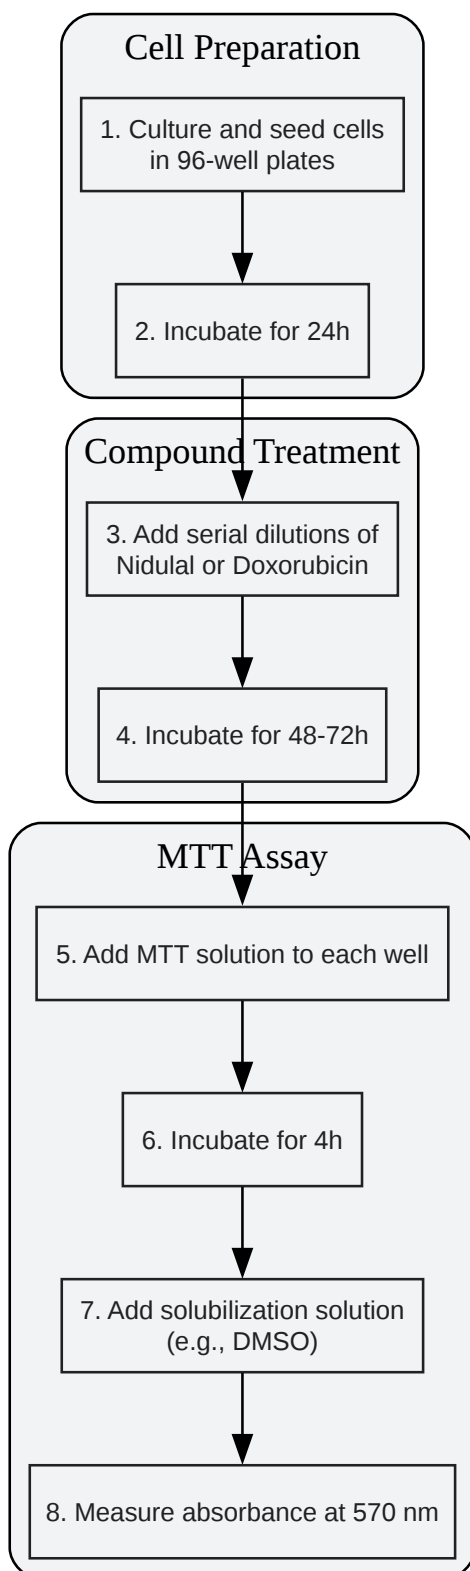 Cell Preparation
1. Culture and seed cells
in 96-well plates
2. Incubate for 24h
Compound Treatment
3. Add serial dilutions of
Nidulal or Doxorubicin
4. Incubate for 48-72h
MTT Assay
5. Add MTT solution to each well
6. Incubate for 4h
7. Add solubilization solution
(e.g., DMSO)
8. Measure absorbance at 570 nm